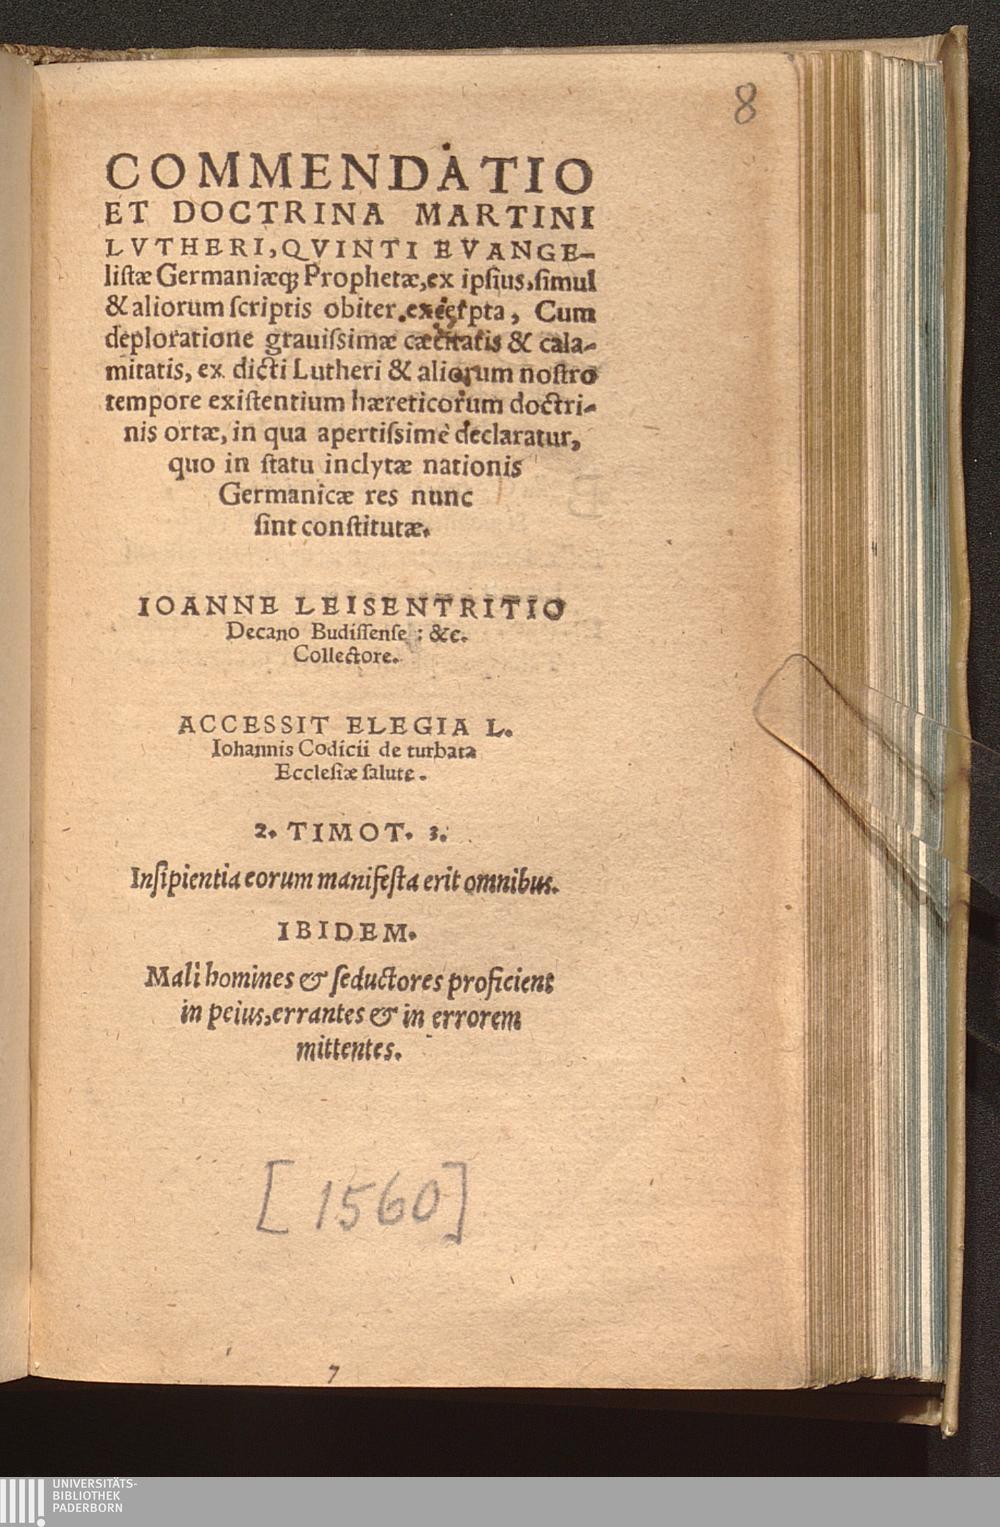 8
COMMENDATIO
ET DOCTRINA MARTINI
LVTHERI, QVINTI EVANGE-
listæ Germaniæq́; Prophetæ, ex ipsius, simul
& aliorum scriptis obiter excerpta, Cum
deploratione grauissimæ cæcitatis & cala-
mitatis, ex dicti Lutheri & aliorum nostro
tempore existentium hæreticorum doctri-
nis ortæ, in qua apertissimè declaratur,
quo in statu inclytæ nationis
Germanicæ res nunc
sint constitutæ.
IOANNE LEISENTRITIO
Decano Budissense : &c.
Collectore.
ACCESSIT ELEGIA L.
Iohannis Codicii de turbata
Ecclesiæ salute.
2. TIMOT. 3.
Insipientia eorum manifesta erit omnibus.
IBIDEM.
Mali homines & seductores proficient
in peius, errantes & in errorem
mittentes.
[1560]
7
UNIVERSITÄTS-
BIBLIOTHEK
PADERBORN